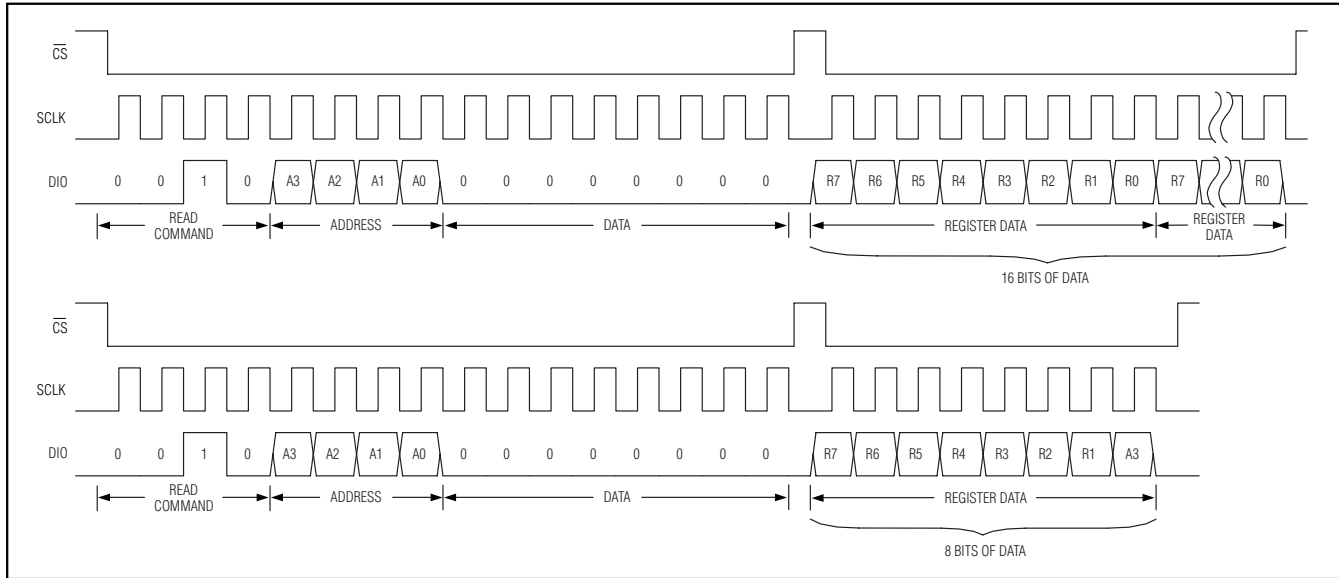 CS
SCLK
DIO 0 0 1 0 A3 A2 A1 A0 0 0 0 0 0 0 0 0 R7 R6 R5 R4 R3 R2 R1 R0 R7 R0
READ COMMAND ADDRESS DATA REGISTER DATA REGISTER DATA
16 BITS OF DATA
CS
SCLK
DIO 0 0 1 0 A3 A2 A1 A0 0 0 0 0 0 0 0 0 R7 R6 R5 R4 R3 R2 R1 A3
READ COMMAND ADDRESS DATA REGISTER DATA
8 BITS OF DATA